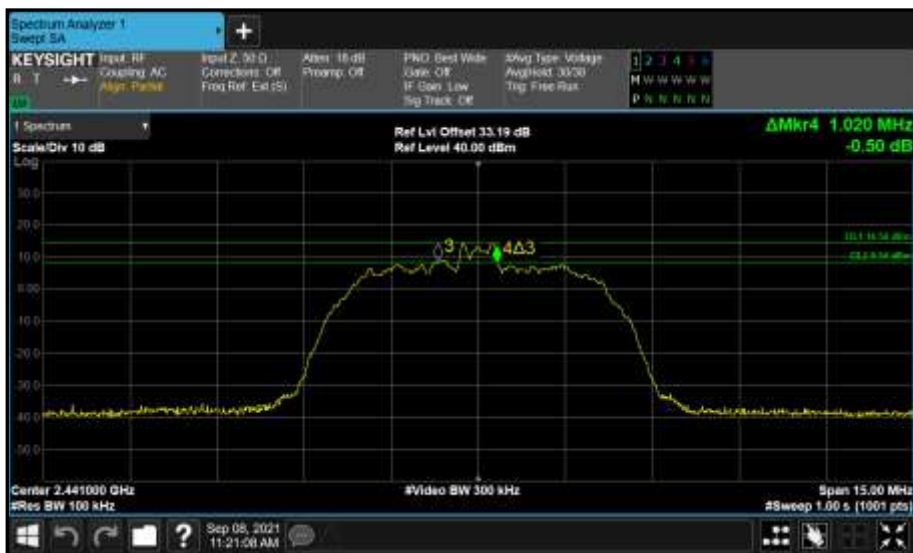 Spectrum Analyzer 1
Swept SA
+
KEYSIGHT
R T
Input: RF
Coupling: AC
Align: Partial
Input Z: 50 Ω
Corrections: Off
Freq Ref: Ext (S)
Atten: 16 dB
Preamp: Off
PNO: Best Wide
Gate: Off
IF Gain: Low
Sig Track: Off
#Avg Type: Voltage
Avg|Hold: 30/30
Trig: Free Run
1 2 3 4 5 6
M W W W W W
P N N N N N
1 Spectrum
Scale/Div 10 dB
Log
Ref Lvl Offset 33.19 dB
Ref Level 40.00 dBm
ΔMkr4 1.020 MHz
-0.50 dB
30.0
20.0
10.0
0.00
-10.0
-20.0
-30.0
-40.0
-50.0
3
4Δ3
Center 2.441000 GHz
#Res BW 100 kHz
#Video BW 300 kHz
Span 15.00 MHz
#Sweep 1.00 s (1001 pts)
?
Sep 08, 2021
11:21:08 AM